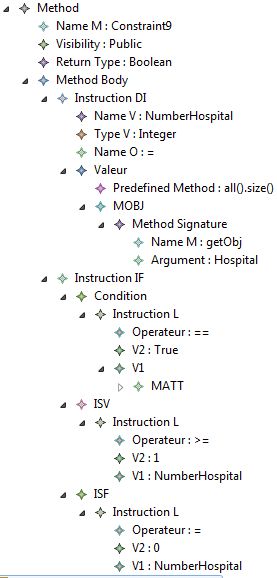 Method
Name M : Constraint9
Visibility : Public
Return Type : Boolean
Method Body
Instruction DI
Name V : NumberHospital
Type V : Integer
Name O : =
Valeur
Predefined Method : all().size()
MOBJ
Method Signature
Name M : getObj
Argument : Hospital
Instruction IF
Condition
Instruction L
Operateur : ==
V2 : True
V1
MATT
ISV
Instruction L
Operateur : >=
V2 : 1
V1 : NumberHospital
ISF
Instruction L
Operateur : =
V2 : 0
V1 : NumberHospital